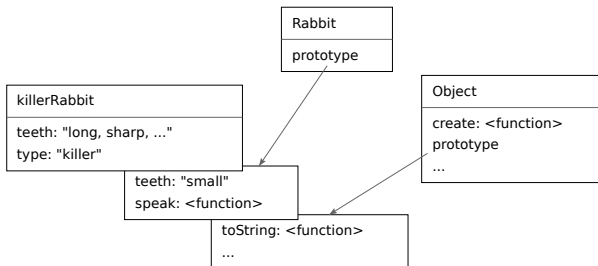 Rabbit
prototype
killerRabbit
teeth: "long, sharp, ..."
type: "killer"
Object
create: <function>
prototype
...
teeth: "small"
speak: <function>
toString: <function>
...